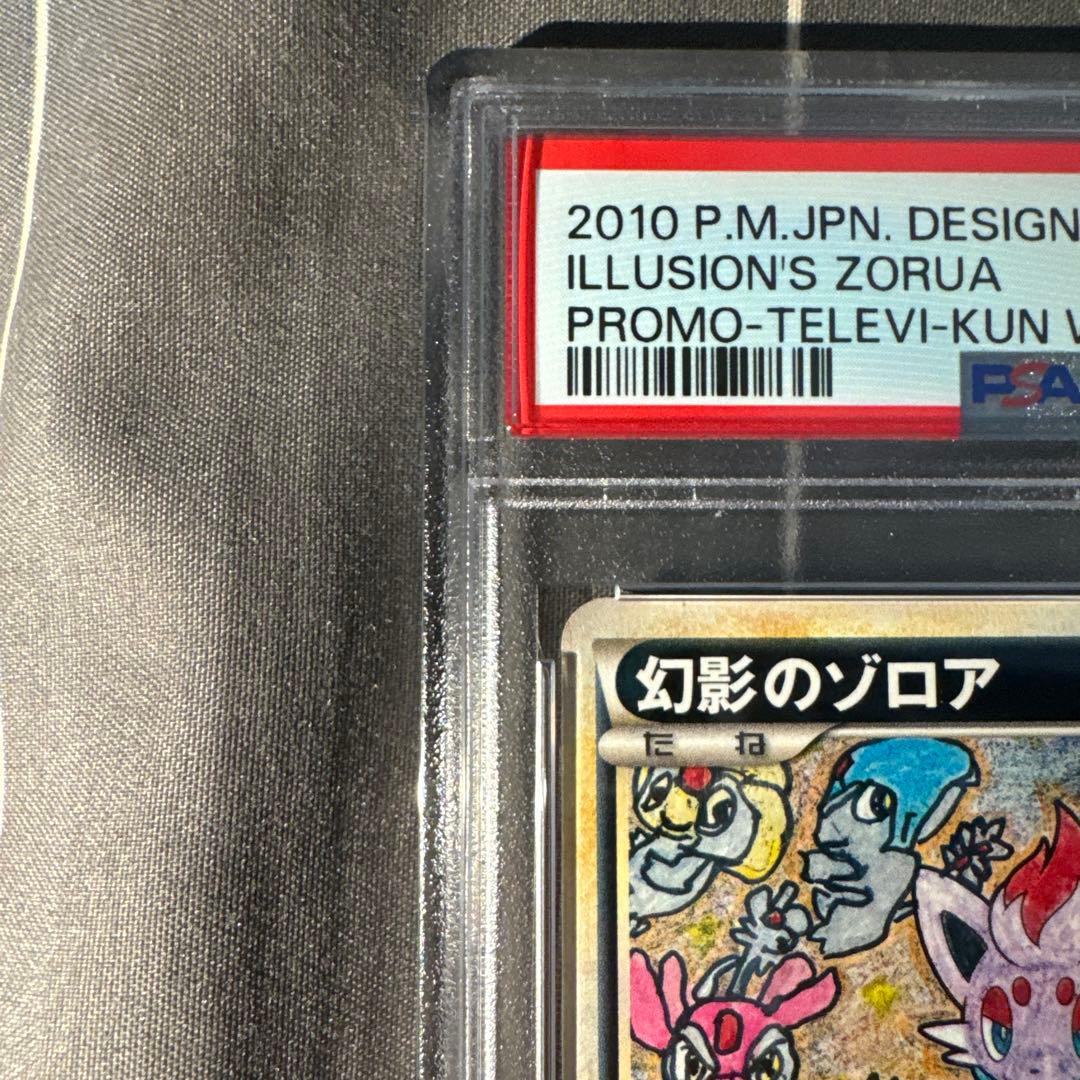 2010 P.M.JPN. DESIGN
ILLUSION'S ZORUA
PROMO-TELEVI-KUN
PSA
幻影のゾロア
たね